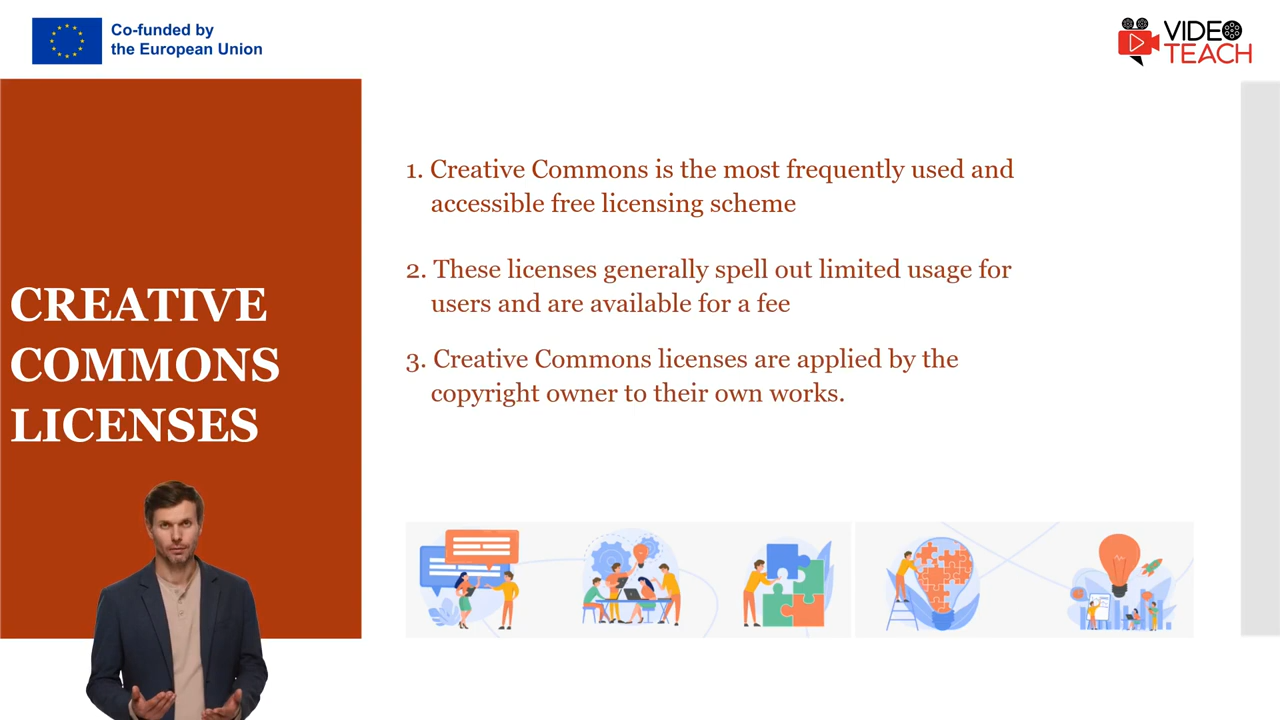 Co-funded by
the European Union
VIDEO
TEACH
CREATIVE
COMMONS
LICENSES
1. Creative Commons is the most frequently used and
accessible free licensing scheme
2. These licenses generally spell out limited usage for
users and are available for a fee
3. Creative Commons licenses are applied by the
copyright owner to their own works.